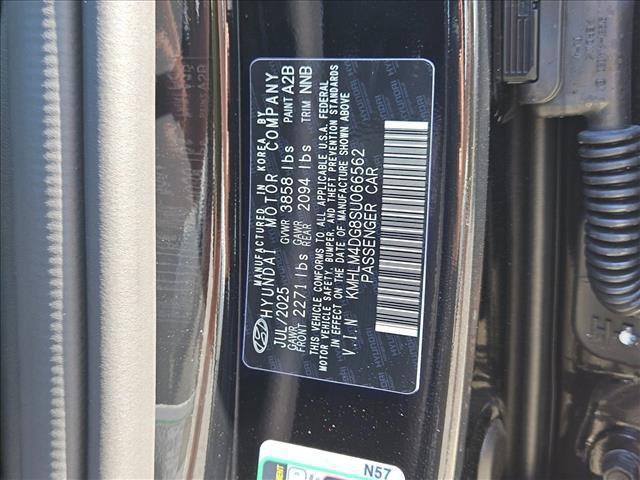 MANUFACTURED IN KOREA BY
HYUNDAI MOTOR COMPANY
JUL/2025 GVWR 3858 lbs PAINT A2B
GAWR FRONT 2271 lbs GAWR REAR 2094 lbs TRIM NNB
THIS VEHICLE CONFORMS TO ALL APPLICABLE U.S.A. FEDERAL
MOTOR VEHICLE SAFETY, BUMPER, AND THEFT PREVENTION STANDARDS
IN EFFECT ON THE DATE OF MANUFACTURE SHOWN ABOVE
V.I.N KMHLM4DG8SU066562
PASSENGER CAR
N57